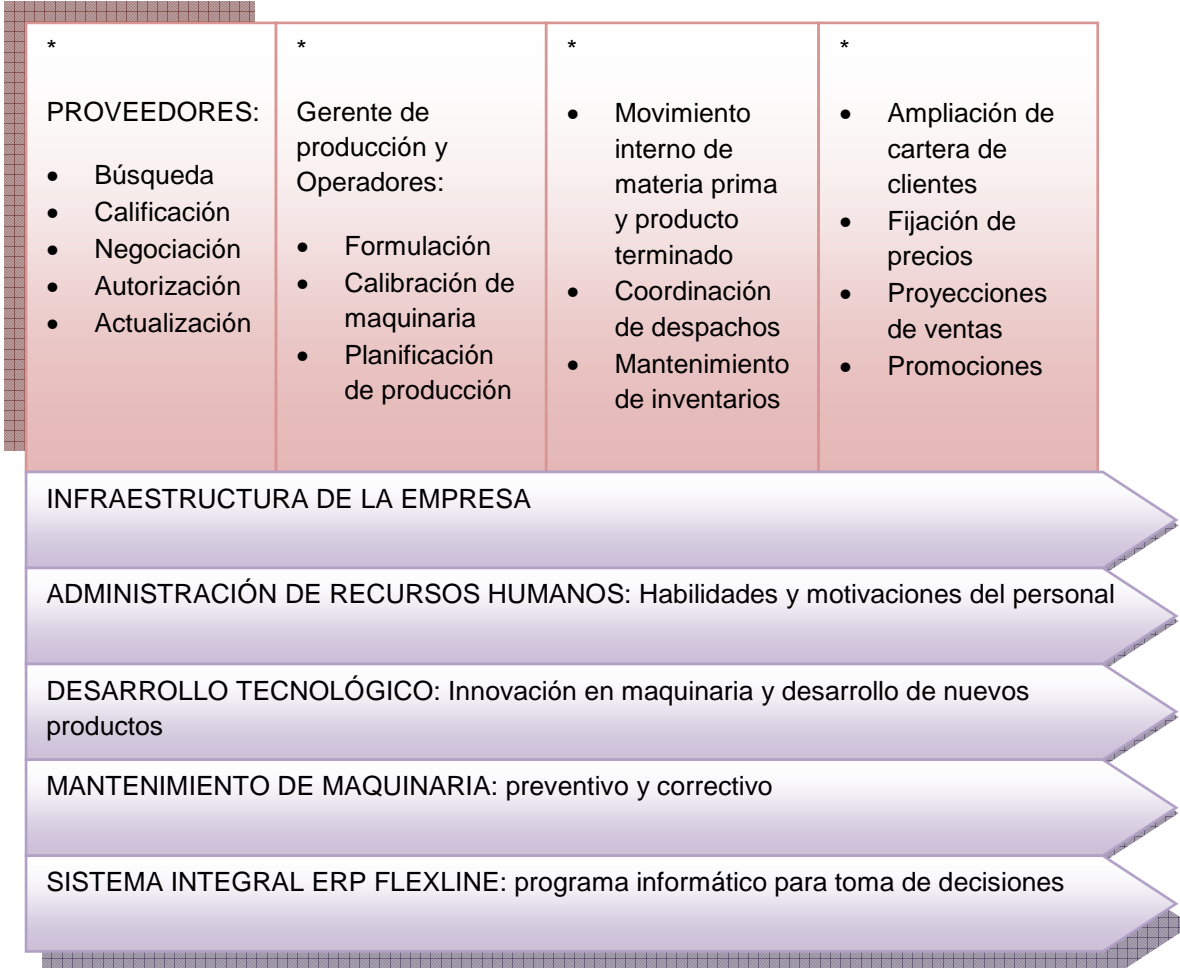 *
PROVEEDORES:
• Búsqueda
• Calificación
• Negociación
• Autorización
• Actualización
*
Gerente de
producción y
Operadores:
• Formulación
• Calibración de
maquinaria
• Planificación
de producción
*
• Movimiento
interno de
materia prima
y producto
terminado
• Coordinación
de despachos
• Mantenimiento
de inventarios
*
• Ampliación de
cartera de
clientes
• Fijación de
precios
• Proyecciones
de ventas
• Promociones
INFRAESTRUCTURA DE LA EMPRESA
ADMINISTRACIÓN DE RECURSOS HUMANOS: Habilidades y motivaciones del personal
DESARROLLO TECNOLÓGICO: Innovación en maquinaria y desarrollo de nuevos
productos
MANTENIMIENTO DE MAQUINARIA: preventivo y correctivo
SISTEMA INTEGRAL ERP FLEXLINE: programa informático para toma de decisiones